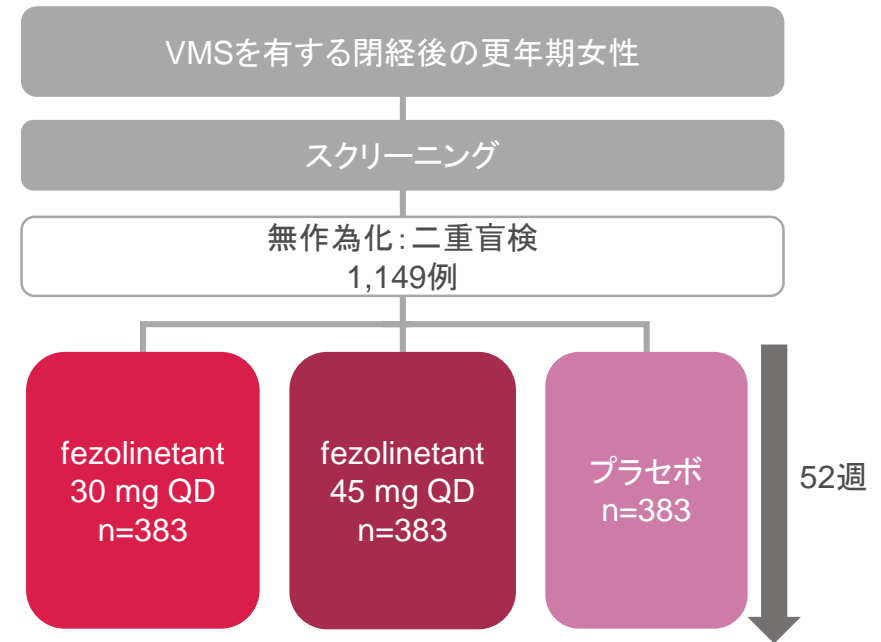 VMSを有する閉経後の更年期女性
スクリーニング
無作為化：二重盲検
1,149例
fezolinetant
30 mg QD
n=383
fezolinetant
45 mg QD
n=383
プラセボ
n=383
52週